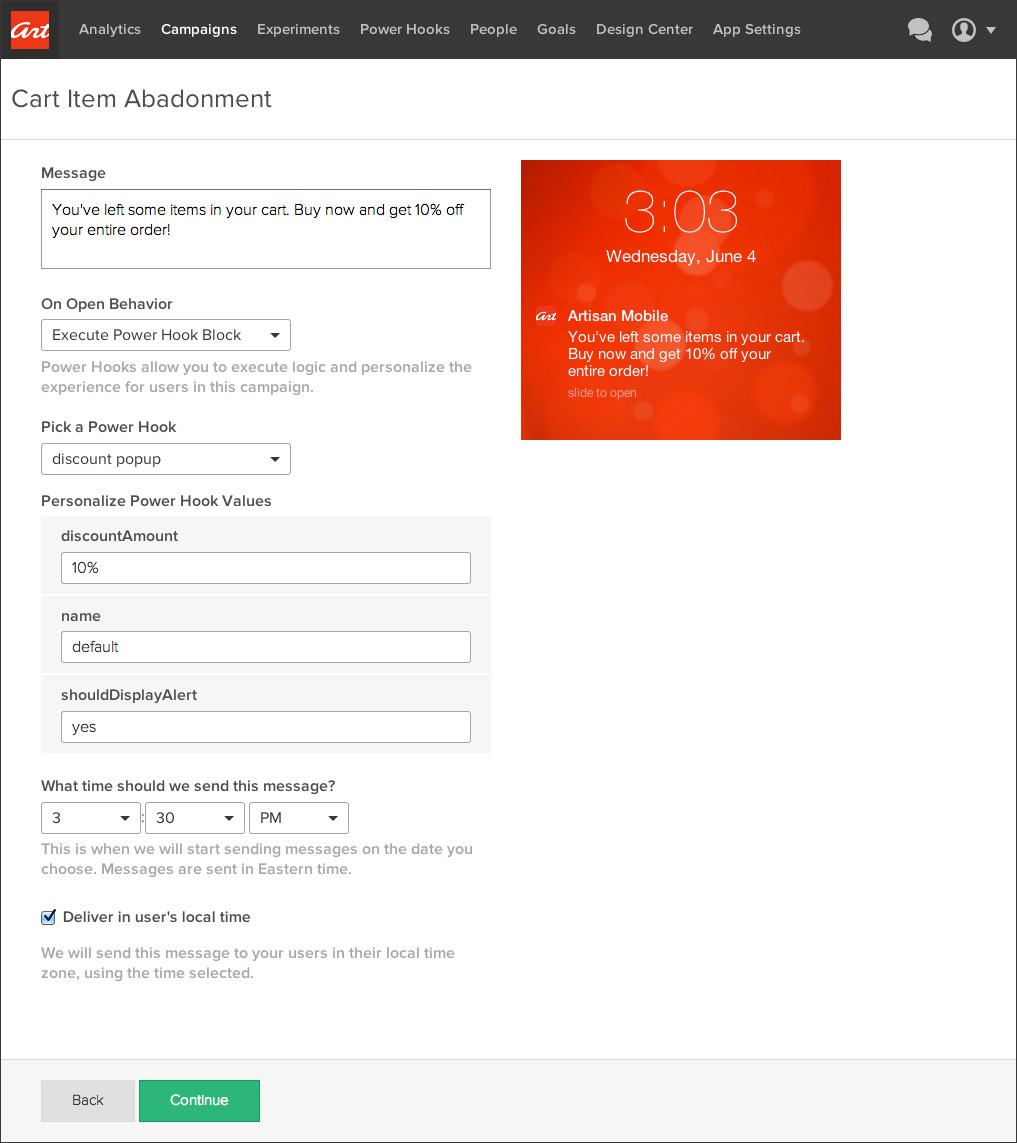 Art
Analytics Campaigns Experiments Power Hooks People Goals Design Center App Settings
Cart Item Abadonment
Message
You've left some items in your cart. Buy now and get 10% off
your entire order!
On Open Behavior
Execute Power Hook Block
Power Hooks allow you to execute logic and personalize the
experience for users in this campaign.
Pick a Power Hook
discount popup
Personalize Power Hook Values
discountAmount
10%
name
default
shouldDisplayAlert
yes
What time should we send this message?
3 : 30 PM
This is when we will start sending messages on the date you
choose. Messages are sent in Eastern time.
Deliver in user's local time
We will send this message to your users in their local time
zone, using the time selected.
3:03
Wednesday, June 4
Art Artisan Mobile
You've left some items in your cart.
Buy now and get 10% off your
entire order!
slide to open
Back Continue